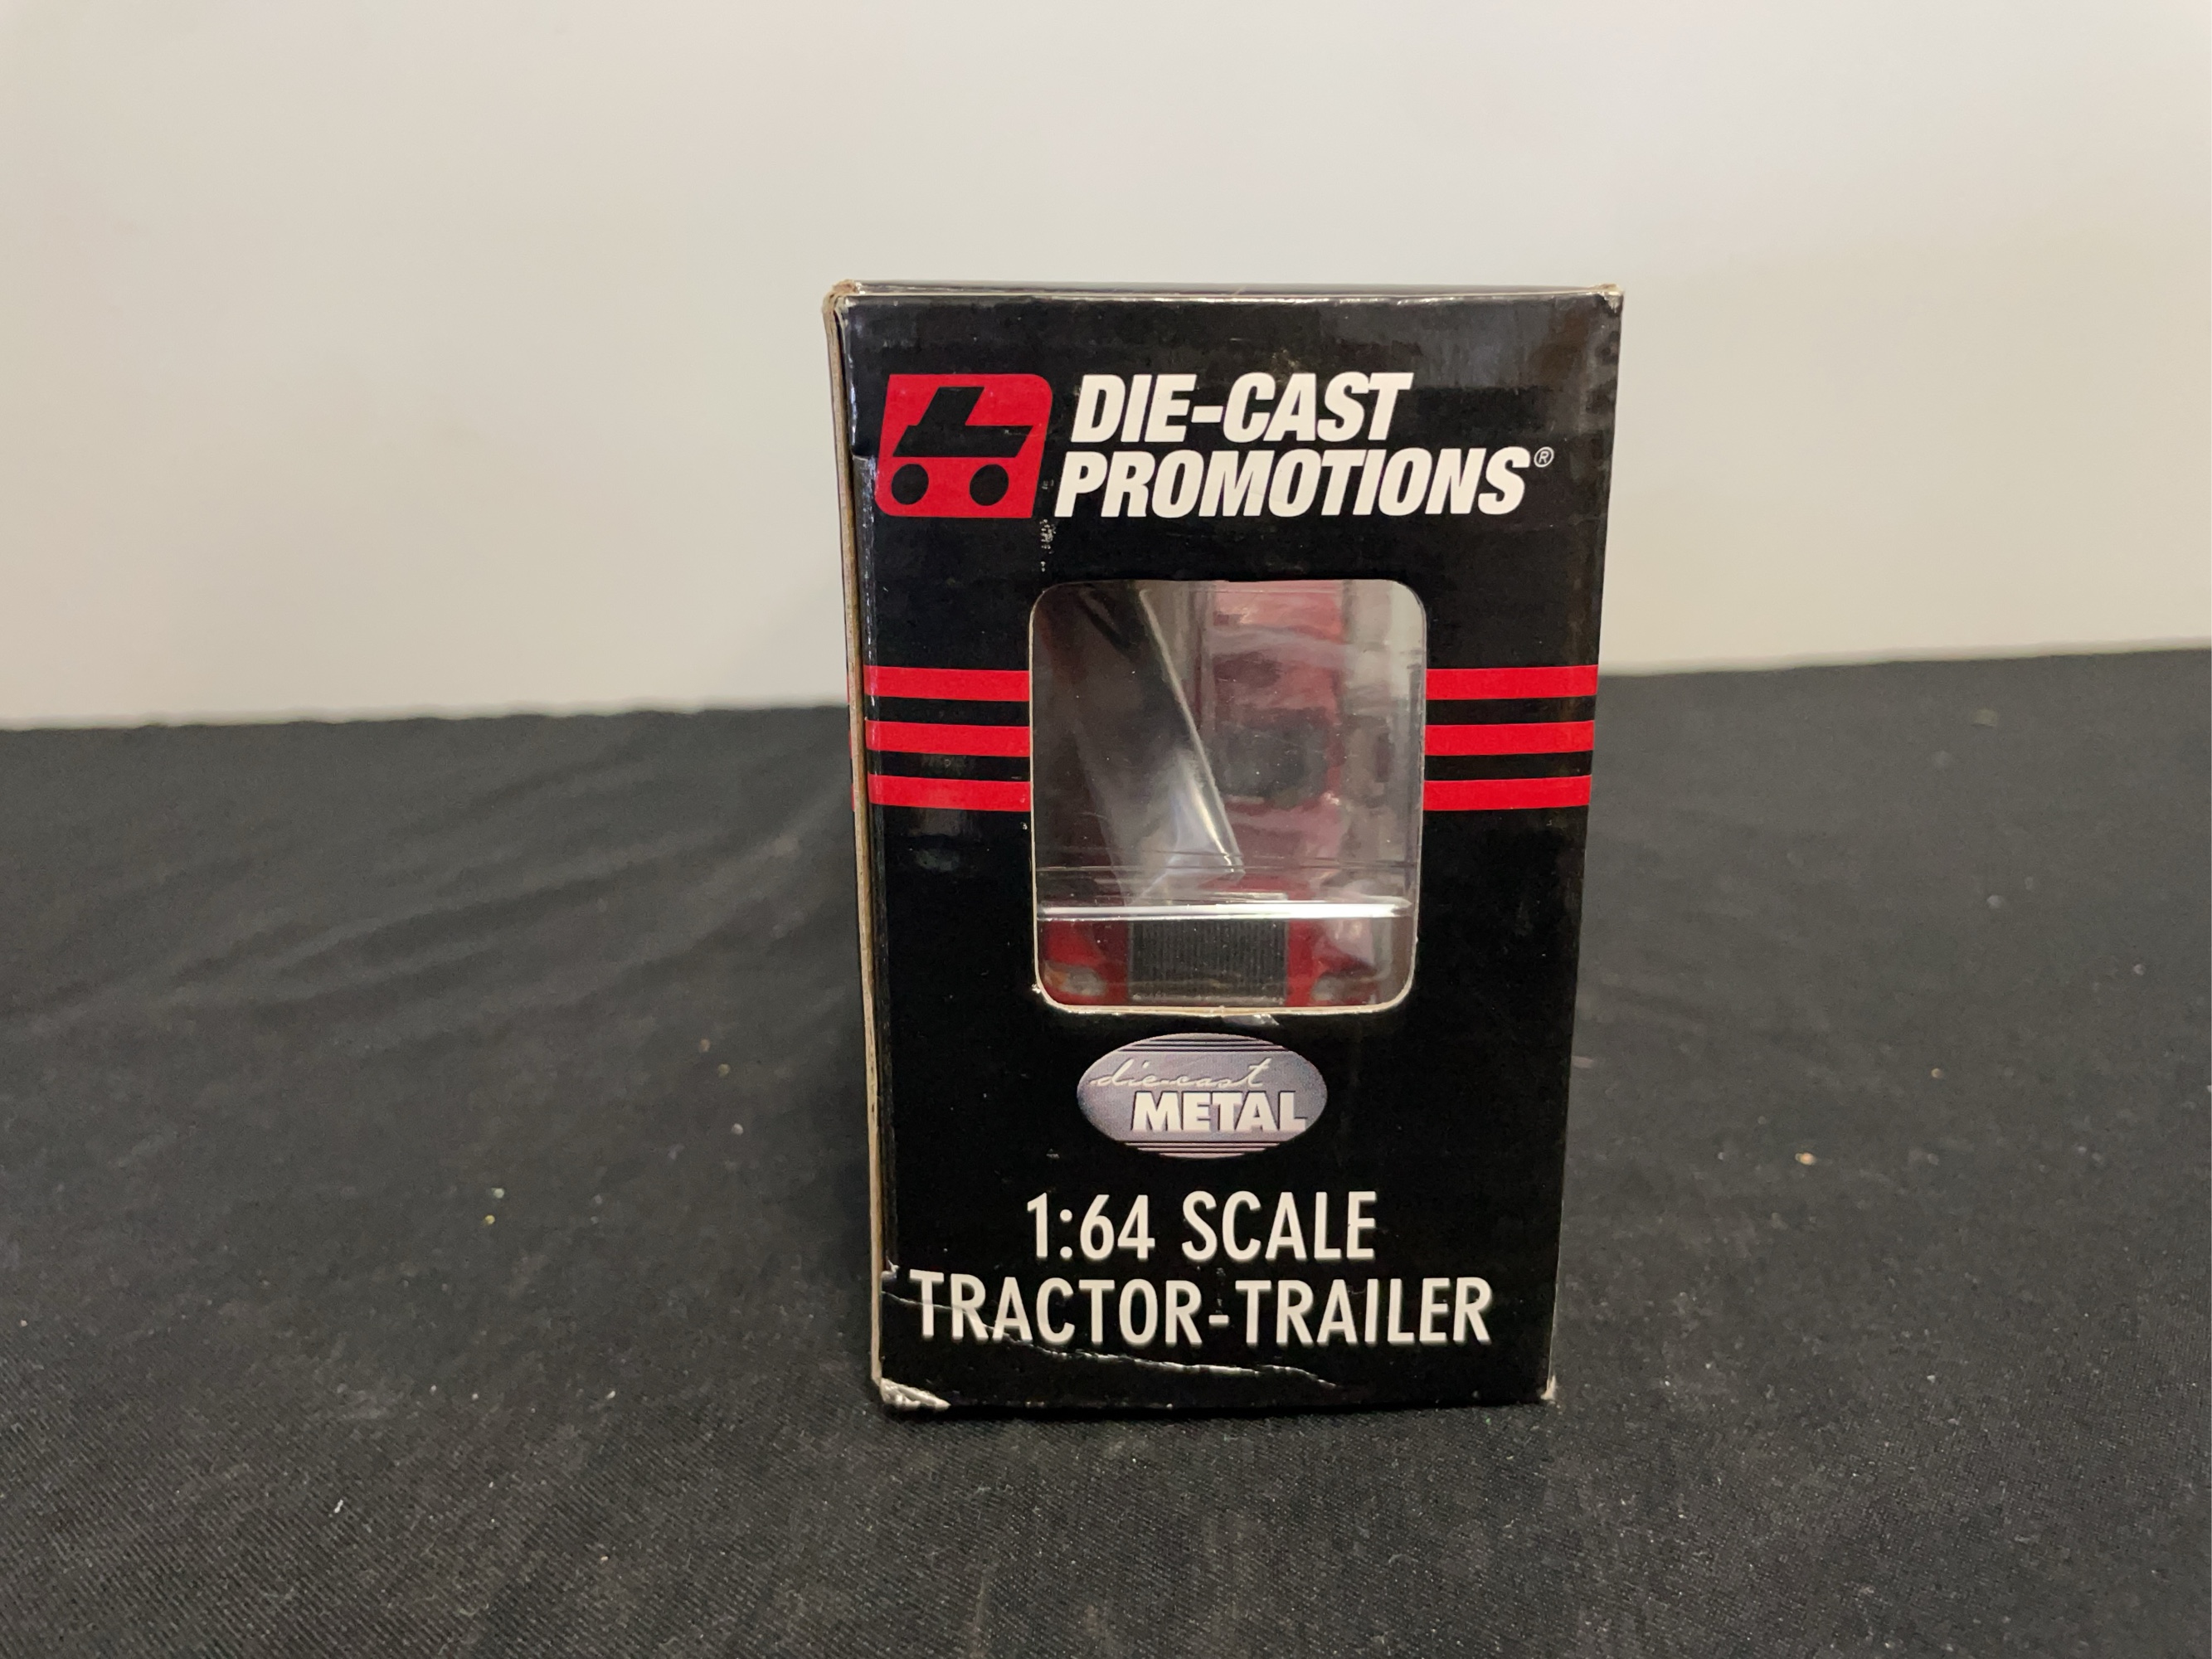 DIE-CAST
PROMOTIONS®
die-cast
METAL
1:64 SCALE
TRACTOR-TRAILER